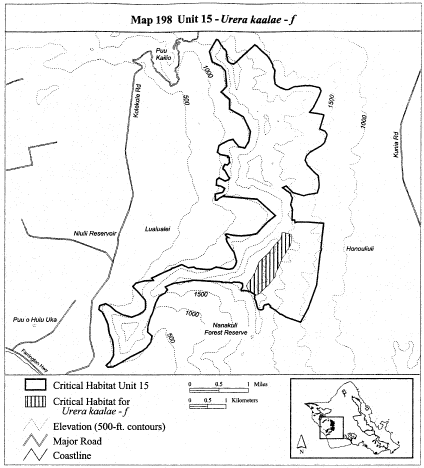 Map 198 Unit 15 - Urera kaalae - f
Puu
Kailio
1000
500
Kolekole Rd
1500
1000
Kunia Rd
Niulii Reservoir
Lualualei
Honouliuli
1500
1000
Nanakuli
Forest Reserve
500
Puu o Hulu Uka
Farrington Hwy
Critical Habitat Unit 15
Critical Habitat for
Urera kaalae - f
Elevation (500-ft. contours)
Major Road
Coastline
0 0.5 1 Miles
0 0.5 1 Kilometers
N